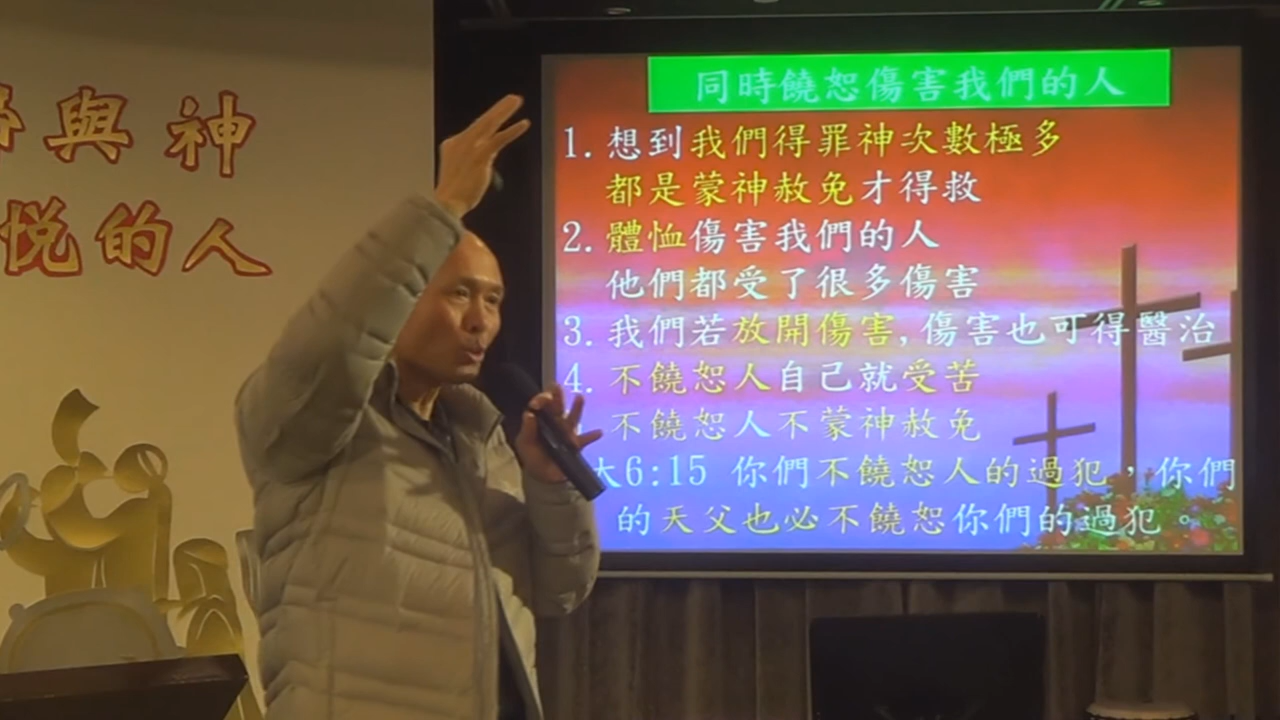 與神
悅的人
同時饒恕傷害我們的人
1.想到我們得罪神次數極多
都是蒙神赦免才得救
2.體恤傷害我們的人
他們都受了很多傷害
3.我們若放開傷害,傷害也可得醫治
4.不饒恕人自己就受苦
不饒恕人不蒙神赦免
太6:15 你們不饒恕人的過犯，你們
的天父也必不饒恕你們的過犯。